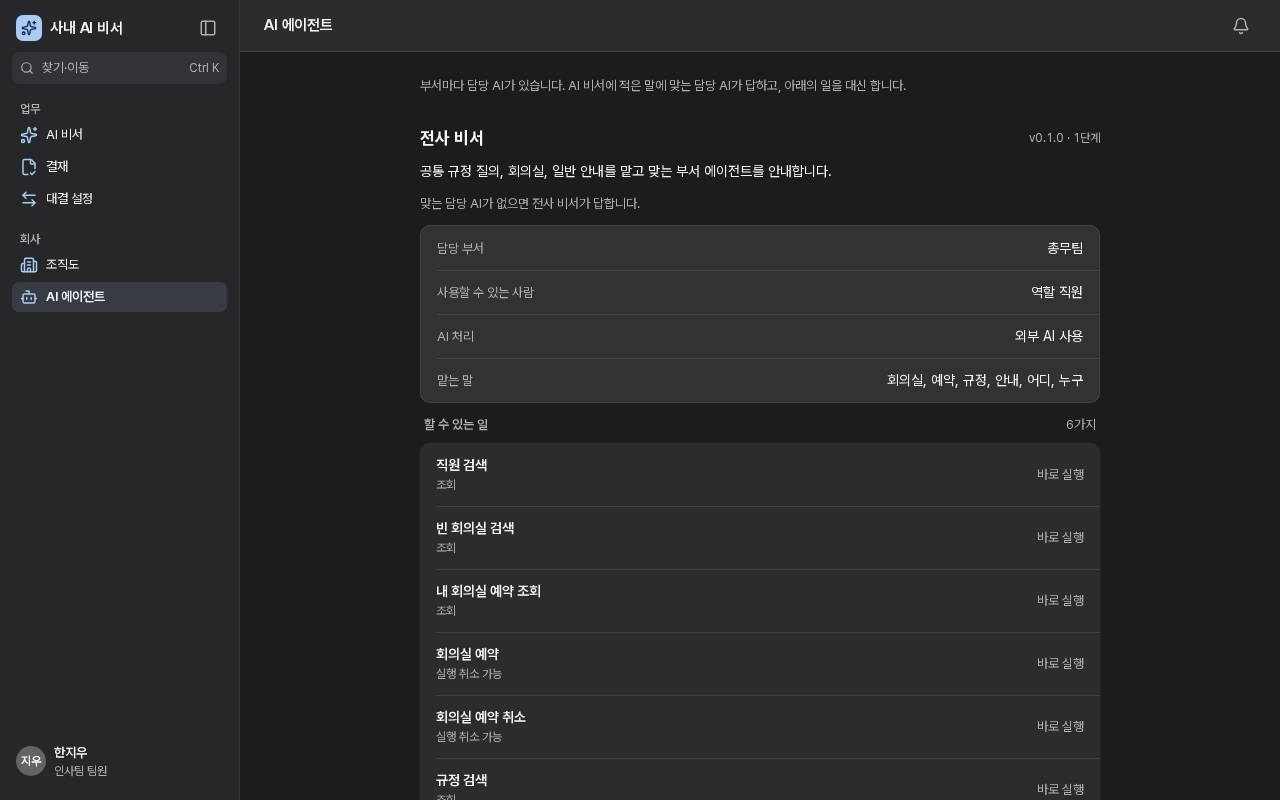 사내 AI 비서
찾기·이동 Ctrl K
업무
AI 비서
결재
대결 설정
회사
조직도
AI 에이전트
지우
한지우
인사팀 팀원
AI 에이전트
부서마다 담당 AI가 있습니다. AI 비서에 적은 말에 맞는 담당 AI가 답하고, 아래의 일을 대신 합니다.
전사 비서 v0.1.0 · 1단계
공통 규정 질의, 회의실, 일반 안내를 맡고 맞는 부서 에이전트를 안내합니다.
맞는 담당 AI가 없으면 전사 비서가 답합니다.
담당 부서 총무팀
사용할 수 있는 사람 역할 직원
AI 처리 외부 AI 사용
맡는 말 회의실, 예약, 규정, 안내, 어디, 누구
할 수 있는 일 6가지
직원 검색
조회
바로 실행
빈 회의실 검색
조회
바로 실행
내 회의실 예약 조회
조회
바로 실행
회의실 예약
실행 취소 가능
바로 실행
회의실 예약 취소
실행 취소 가능
바로 실행
규정 검색
조회
바로 실행